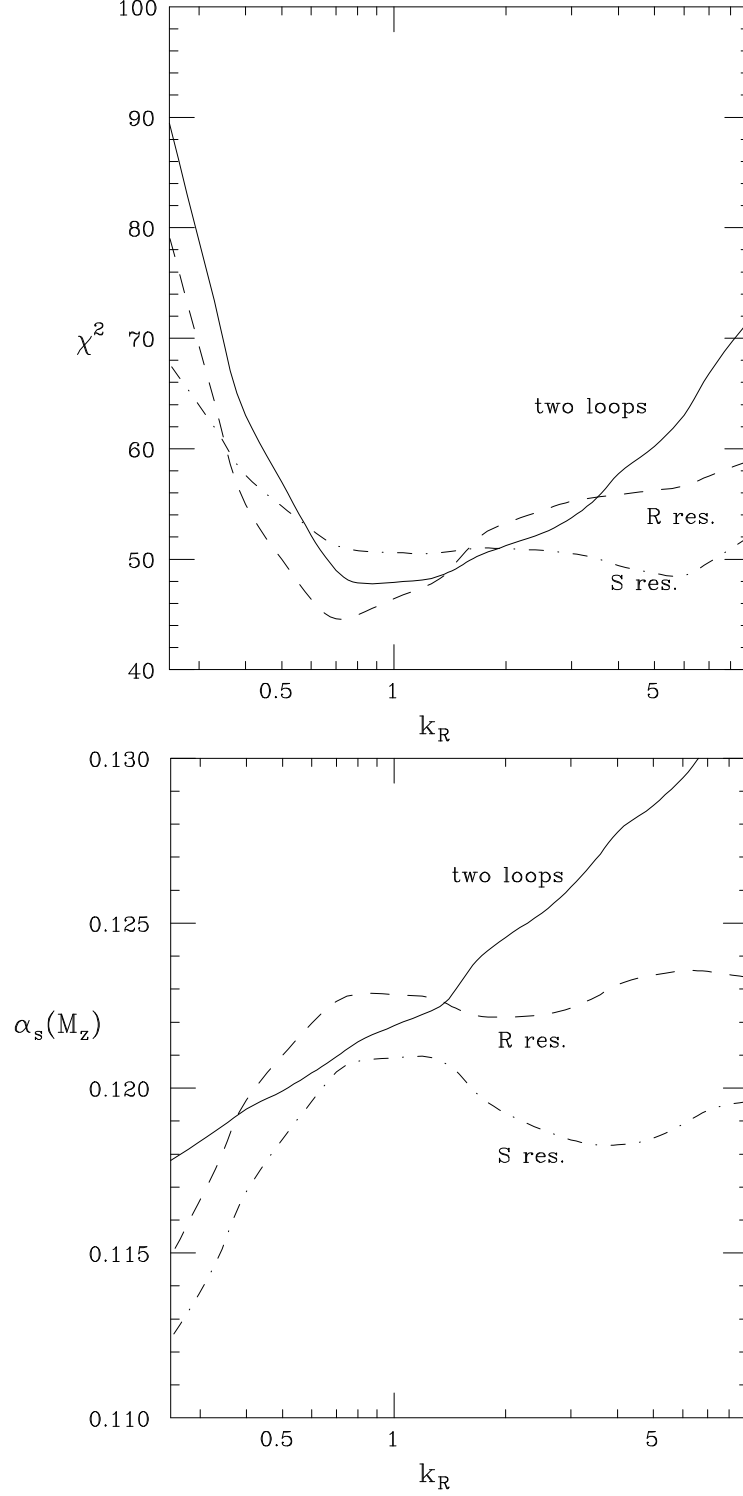 100
90
80
70
χ²
two loops
60
R res.
50
S res.
40
0.5 1 5
k_R
0.130
two loops
0.125
α_s(M_z)
R res.
0.120
S res.
0.115
0.110
0.5 1 5
k_R